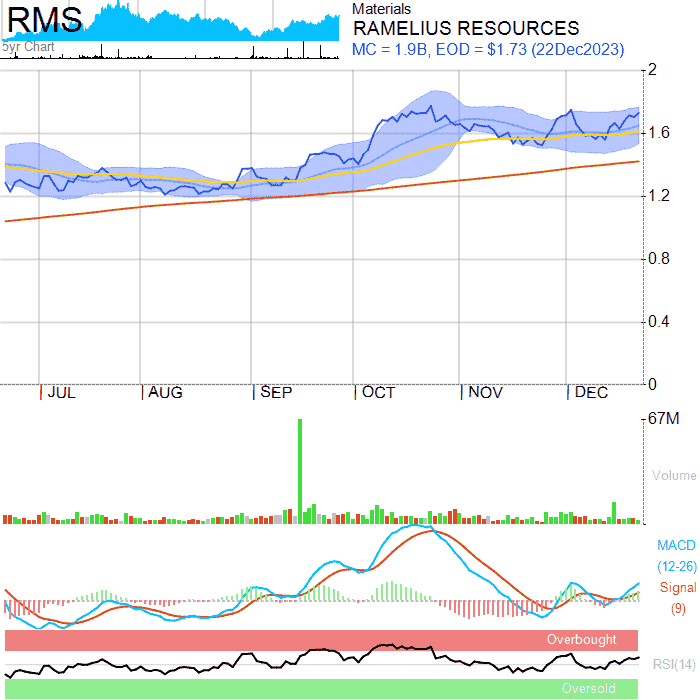 RMS
5yr Chart
Materials
RAMELIUS RESOURCES
MC = 1.9B, EOD = $1.73 (22Dec2023)
2
1.6
1.2
0.8
0.4
0
JUL AUG SEP OCT NOV DEC
67M
Volume
MACD
(12-26)
Signal
(9)
Overbought
RSI(14)
Oversold